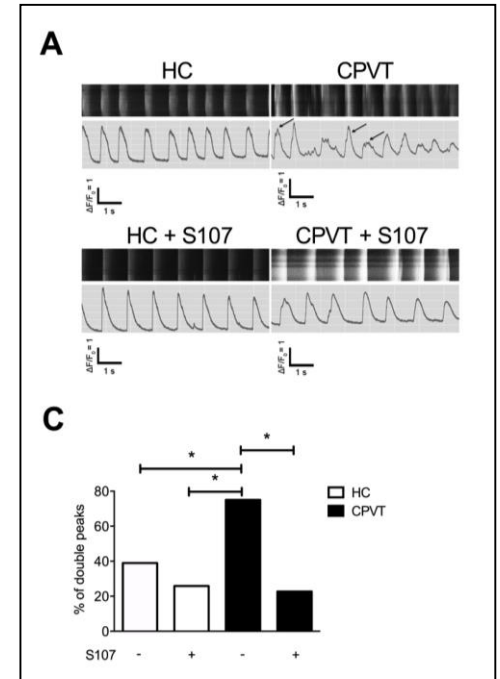 A
HC CPVT
ΔF/F₀ = 1
1 s
ΔF/F₀ = 1
1 s
HC + S107 CPVT + S107
ΔF/F₀ = 1
1 s
ΔF/F₀ = 1
1 s
C
*
*
*
% of double peaks
80
60
40
20
0
HC
CPVT
S107 - + - +